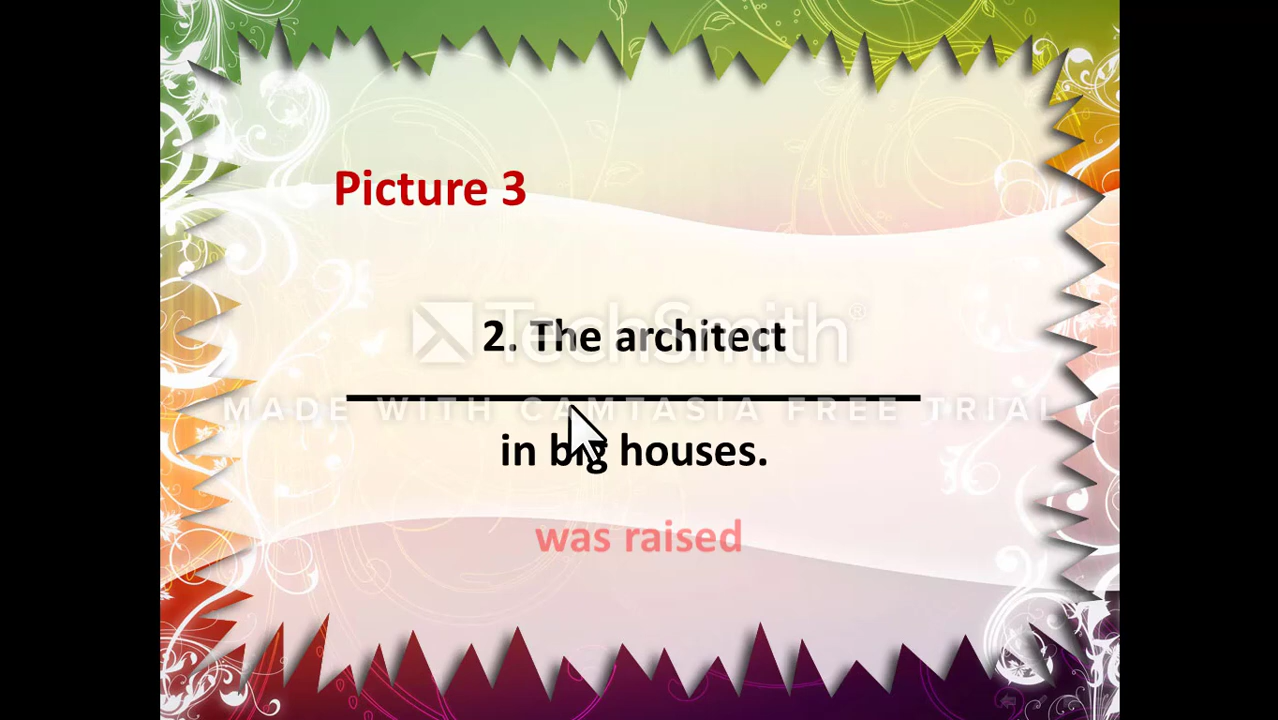 Picture 3
TechSmith®
2. The architect
MADE WITH CAMTASIA FREE TRIAL
in big houses.
was raised